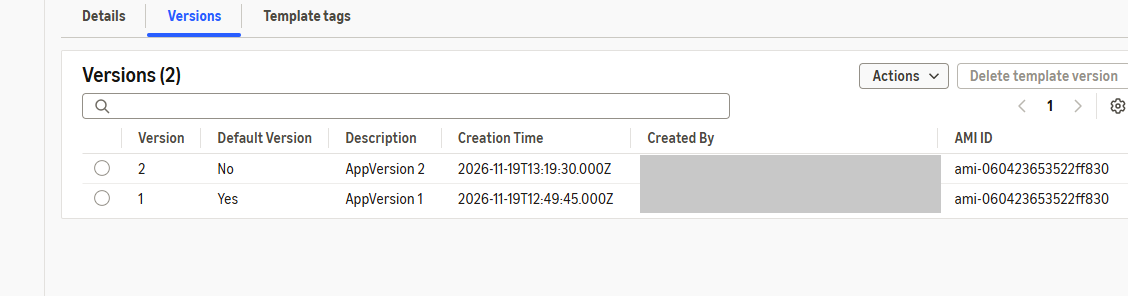 Details Versions Template tags
Versions (2) Actions Delete template version
1
Version Default Version Description Creation Time Created By AMI ID
2 No AppVersion 2 2026-11-19T13:19:30.000Z ami-060423653522ff830
1 Yes AppVersion 1 2026-11-19T12:49:45.000Z ami-060423653522ff830